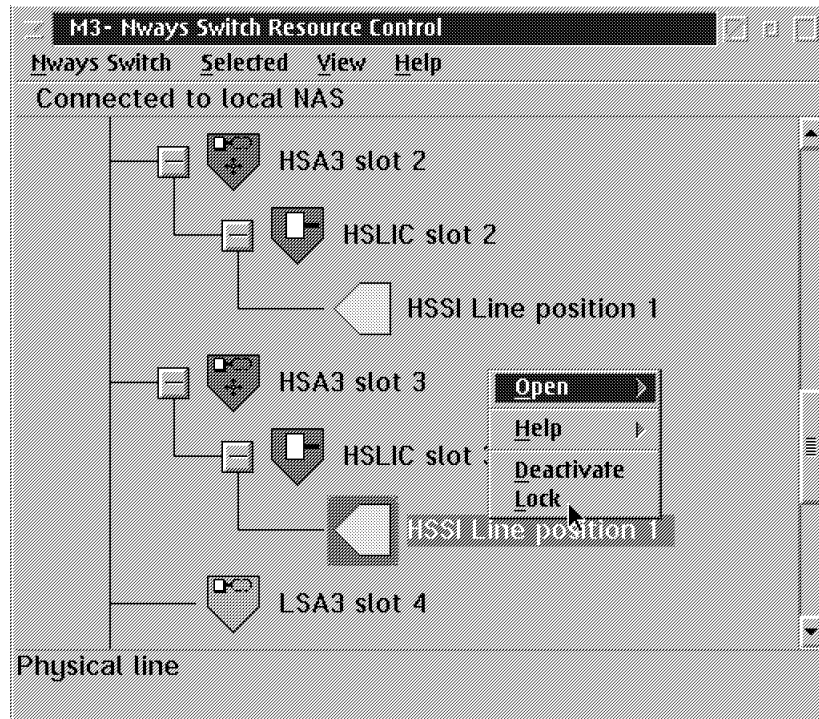 M3- Nways Switch Resource Control
Nways Switch Selected View Help
Connected to local NAS
HSA3 slot 2
HSLIC slot 2
HSSI Line position 1
HSA3 slot 3
Open
Help
HSLIC slot
Deactivate
Lock
HSSI Line position 1
LSA3 slot 4
Physical line